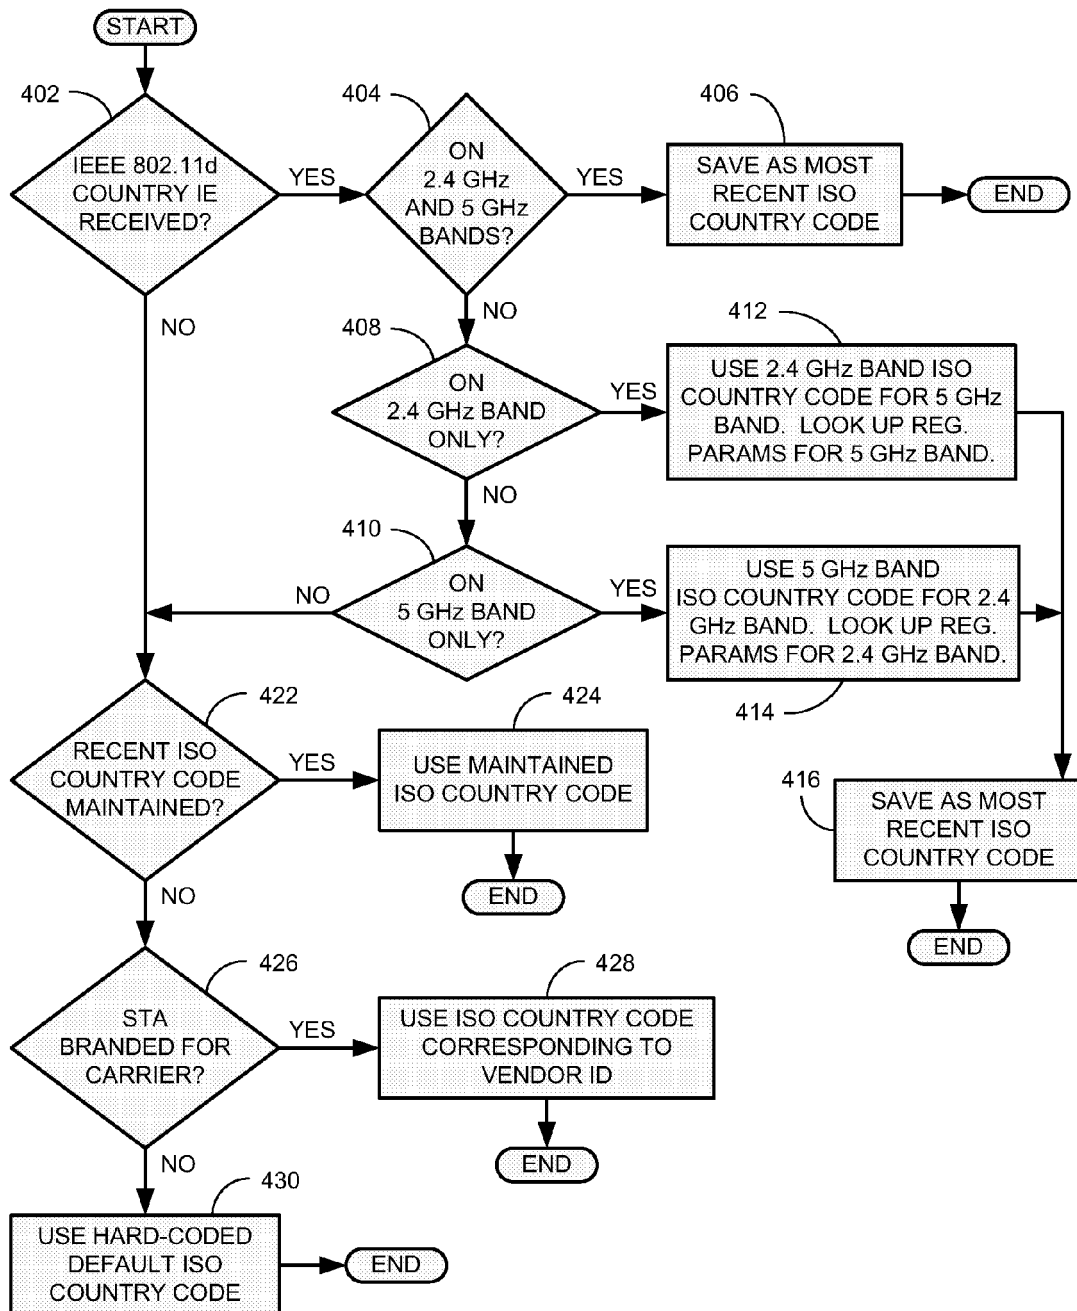 START
402
IEEE 802.11d
COUNTRY IE
RECEIVED?
YES
NO
404
ON
2.4 GHz
AND 5 GHz
BANDS?
YES
NO
406
SAVE AS MOST
RECENT ISO
COUNTRY CODE
END
408
ON
2.4 GHz BAND
ONLY?
YES
NO
412
USE 2.4 GHz BAND ISO
COUNTRY CODE FOR 5 GHz
BAND. LOOK UP REG.
PARAMS FOR 5 GHz BAND.
410
ON
5 GHz BAND
ONLY?
NO
YES
USE 5 GHz BAND
ISO COUNTRY CODE FOR 2.4
GHz BAND. LOOK UP REG.
PARAMS FOR 2.4 GHz BAND.
414
422
RECENT ISO
COUNTRY CODE
MAINTAINED?
YES
NO
424
USE MAINTAINED
ISO COUNTRY CODE
END
416
SAVE AS MOST
RECENT ISO
COUNTRY CODE
END
426
STA
BRANDED FOR
CARRIER?
YES
NO
428
USE ISO COUNTRY CODE
CORRESPONDING TO
VENDOR ID
END
430
USE HARD-CODED
DEFAULT ISO
COUNTRY CODE
END